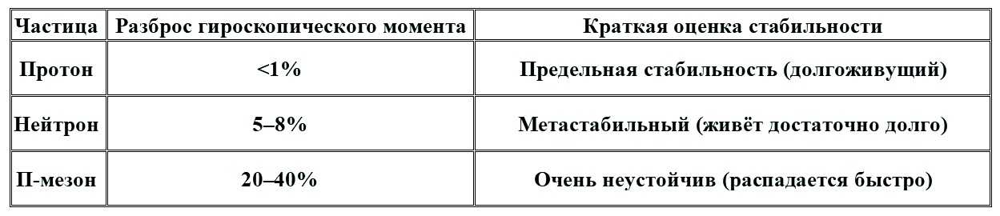 Частица Разброс гироскопического момента Краткая оценка стабильности
Протон <1% Предельная стабильность (долгоживущий)
Нейтрон 5–8% Метастабильный (живёт достаточно долго)
П-мезон 20–40% Очень неустойчив (распадается быстро)